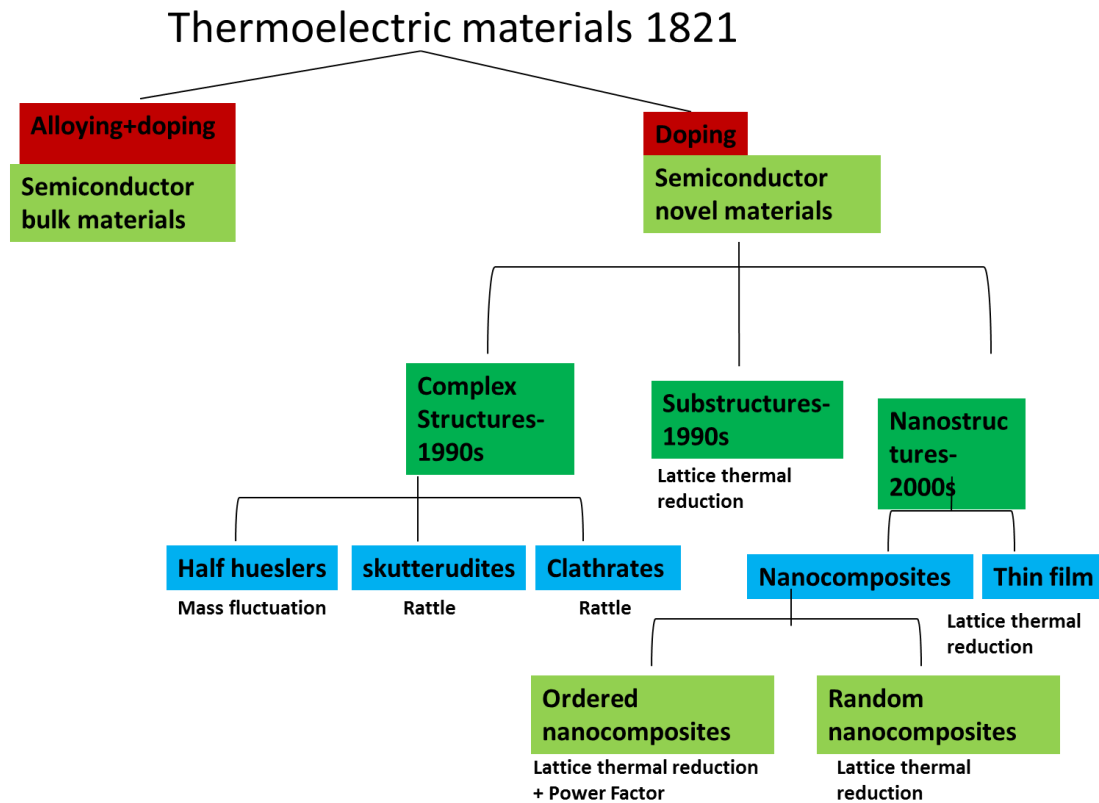 Thermoelectric materials 1821
Alloying+doping
Semiconductor
bulk materials
Doping
Semiconductor
novel materials
Complex
Structures-
1990s
Substructures-
1990s
Lattice thermal
reduction
Nanostruc
tures-
2000s
Half hueslers
Mass fluctuation
skutterudites
Rattle
Clathrates
Rattle
Nanocomposites
Thin film
Lattice thermal
reduction
Ordered
nanocomposites
Lattice thermal reduction
+ Power Factor
Random
nanocomposites
Lattice thermal
reduction